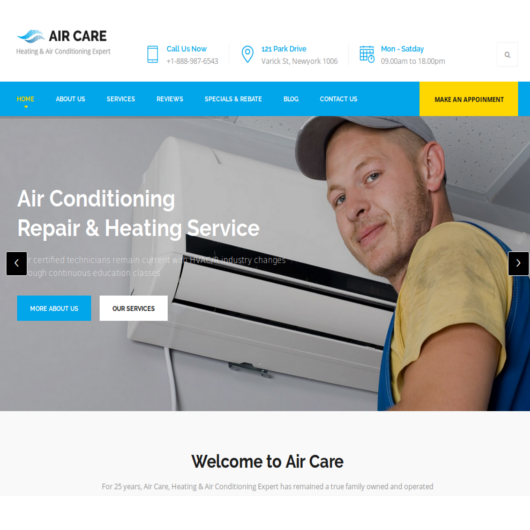 AIR CARE
Heating & Air Conditioning Expert
Call Us Now
+1-888-987-6543
121 Park Drive
Varick St, Newyork 1006
Mon - Satday
09.00am to 18.00pm
HOME
ABOUT US
SERVICES
REVIEWS
SPECIALS & REBATE
BLOG
CONTACT US
MAKE AN APPOINMENT
Air Conditioning
Repair & Heating Service
certified technicians remain current with HVAC/R industry changes
through continuous education classes
MORE ABOUT US
OUR SERVICES
Welcome to Air Care
For 25 years, Air Care, Heating & Air Conditioning Expert has remained a true family owned and operated